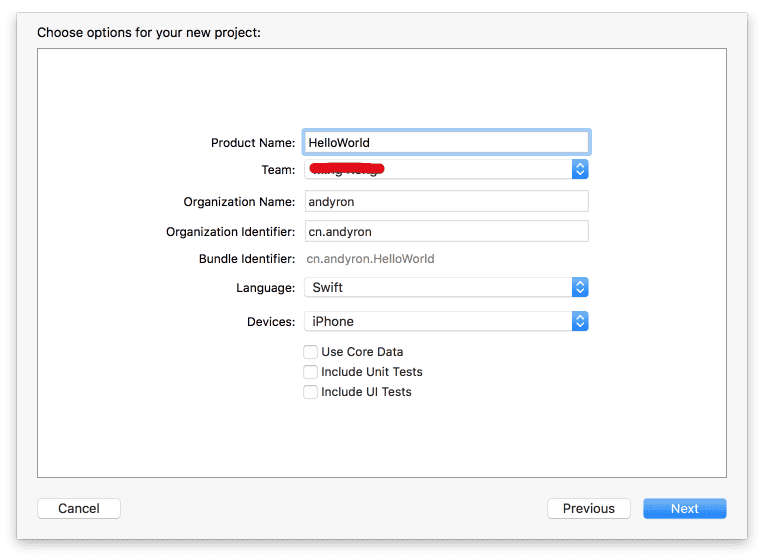 Choose options for your new project:
Product Name: HelloWorld
Team:
Organization Name: andyron
Organization Identifier: cn.andyron
Bundle Identifier: cn.andyron.HelloWorld
Language: Swift
Devices: iPhone
Use Core Data
Include Unit Tests
Include UI Tests
Cancel Previous Next